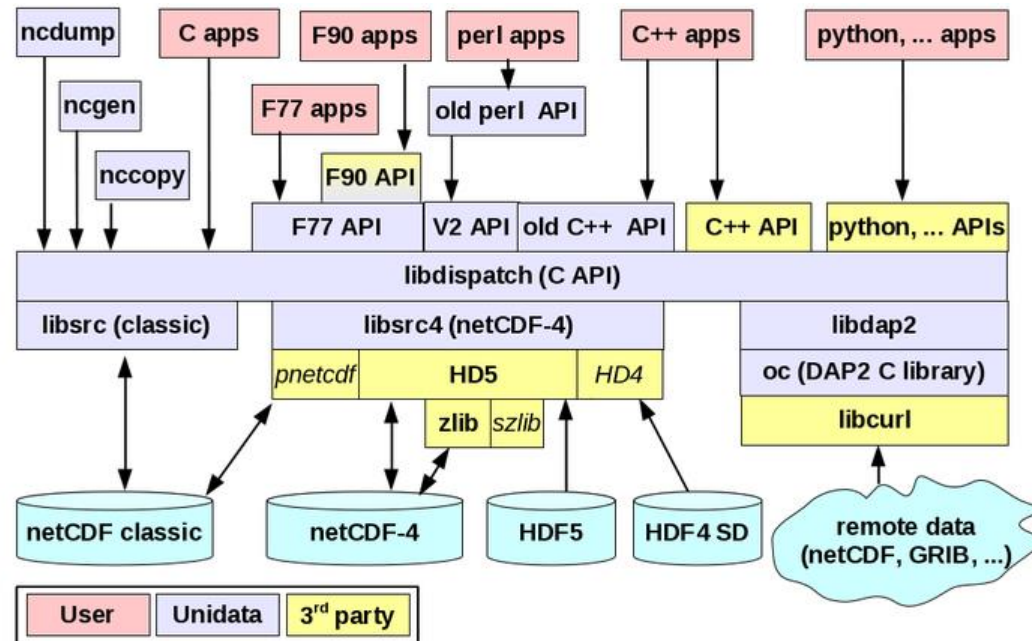 ncdump
C apps
F90 apps
perl apps
C++ apps
python, ... apps
ncgen
F77 apps
old perl API
nccopy
F90 API
F77 API
V2 API
old C++ API
C++ API
python, ... APIs
libdispatch (C API)
libsrc (classic)
libsrc4 (netCDF-4)
libdap2
pnetcdf
HD5
HD4
oc (DAP2 C library)
zlib
szlib
libcurl
netCDF classic
netCDF-4
HDF5
HDF4 SD
remote data
(netCDF, GRIB, ...)
User
Unidata
3rd party